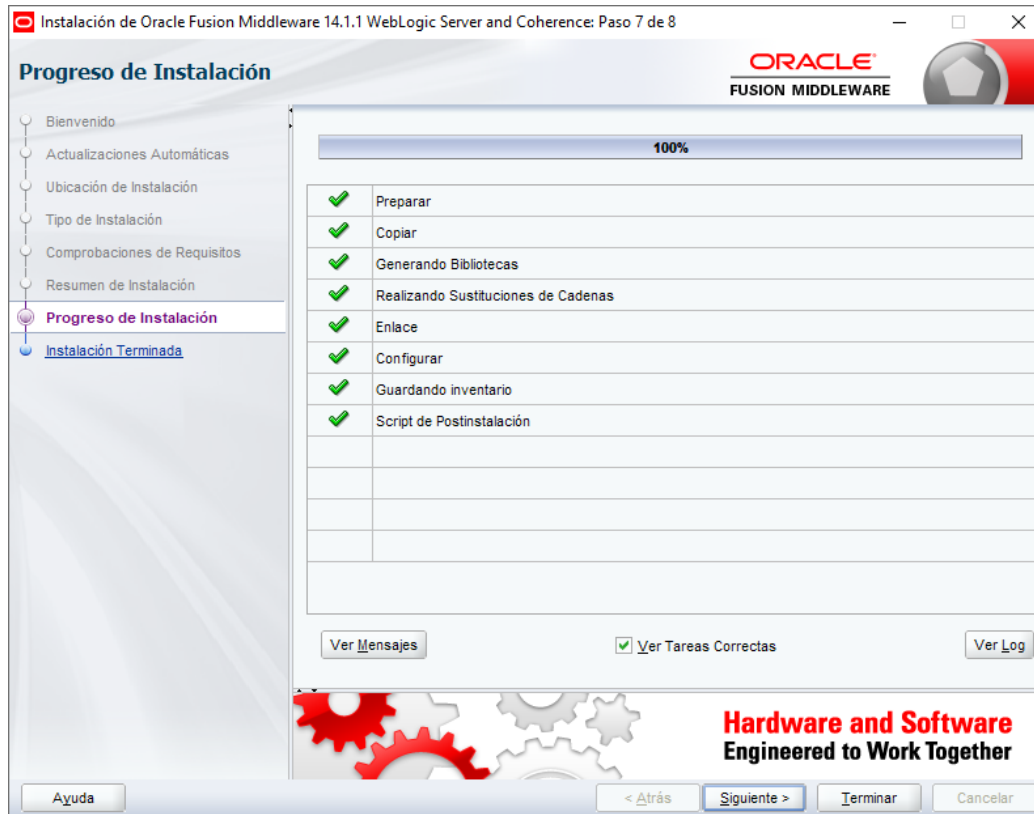 Instalación de Oracle Fusion Middleware 14.1.1 WebLogic Server and Coherence: Paso 7 de 8
Progreso de Instalación
ORACLE
FUSION MIDDLEWARE
Bienvenido
Actualizaciones Automáticas
Ubicación de Instalación
Tipo de Instalación
Comprobaciones de Requisitos
Resumen de Instalación
Progreso de Instalación
Instalación Terminada
100%
Preparar
Copiar
Generando Bibliotecas
Realizando Sustituciones de Cadenas
Enlace
Configurar
Guardando inventario
Script de Postinstalación
Ver Mensajes
Ver Tareas Correctas
Ver Log
Hardware and Software
Engineered to Work Together
Ayuda
< Atrás
Siguiente >
Terminar
Cancelar